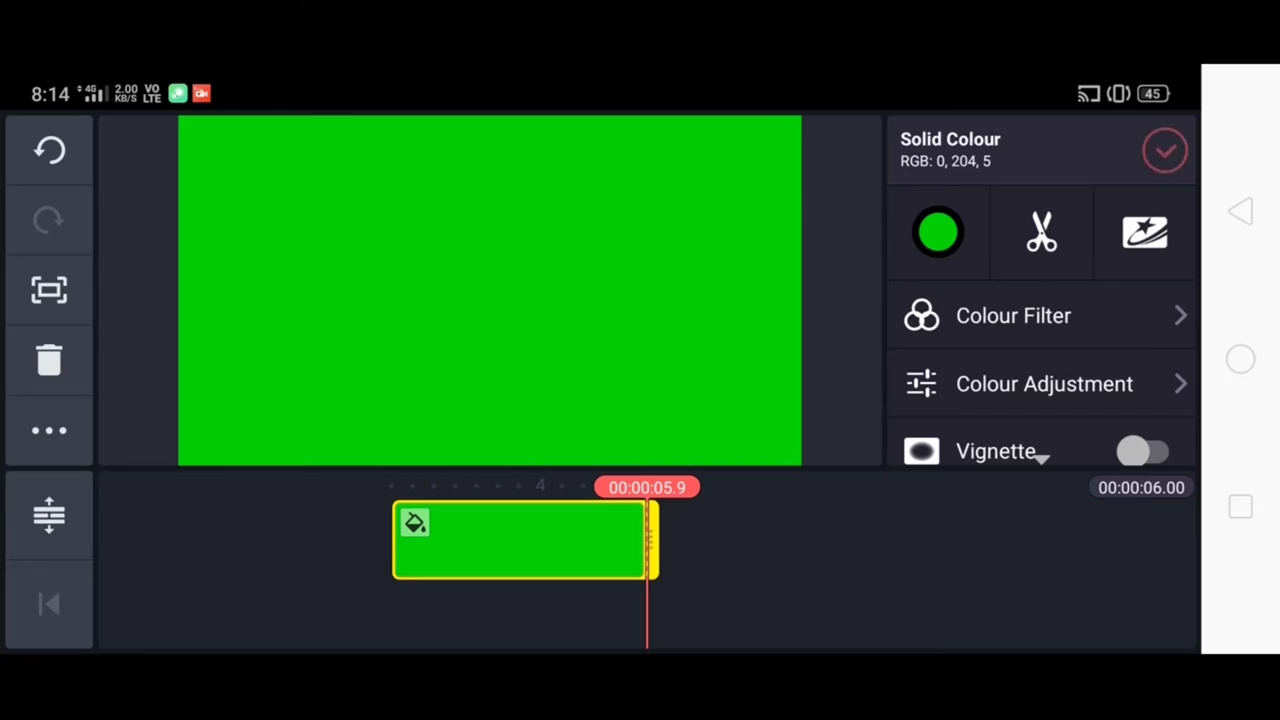 8:14 4G 2.00 KB/S VO LTE
45
Solid Colour
RGB: 0, 204, 5
Colour Filter
Colour Adjustment
Vignette
4
00:00:05.9
00:00:06.00